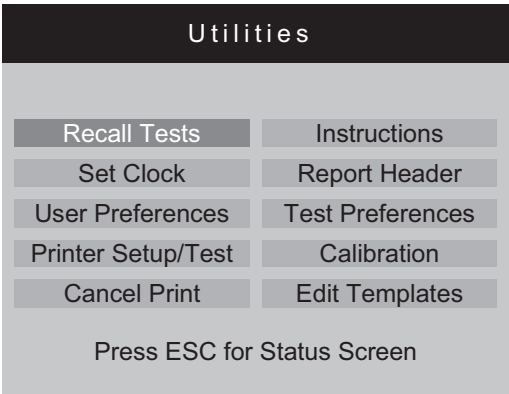 Utilities
Recall Tests
Instructions
Set Clock
Report Header
User Preferences
Test Preferences
Printer Setup/Test
Calibration
Cancel Print
Edit Templates
Press ESC for Status Screen